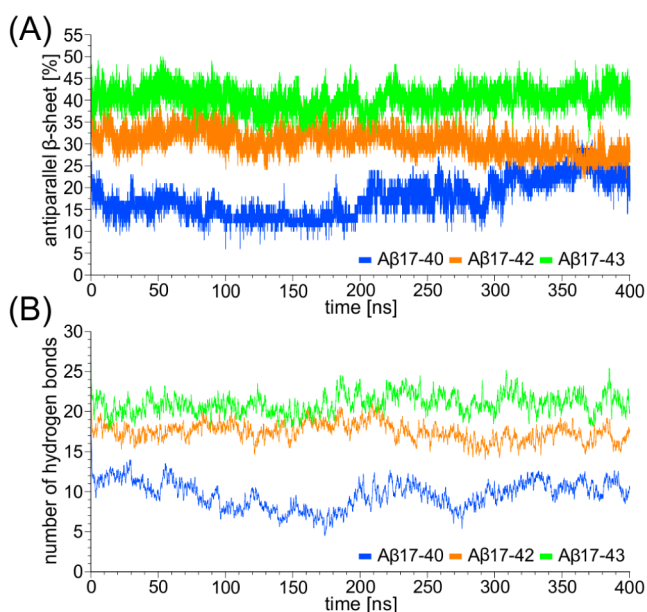 (A)
antiparallel β-sheet [%]
55
50
45
40
35
30
25
20
15
10
5
0
Aβ17-40 Aβ17-42 Aβ17-43
0 50 100 150 200 250 300 350 400
time [ns]
(B)
number of hydrogen bonds
30
25
20
15
10
5
0
Aβ17-40 Aβ17-42 Aβ17-43
0 50 100 150 200 250 300 350 400
time [ns]